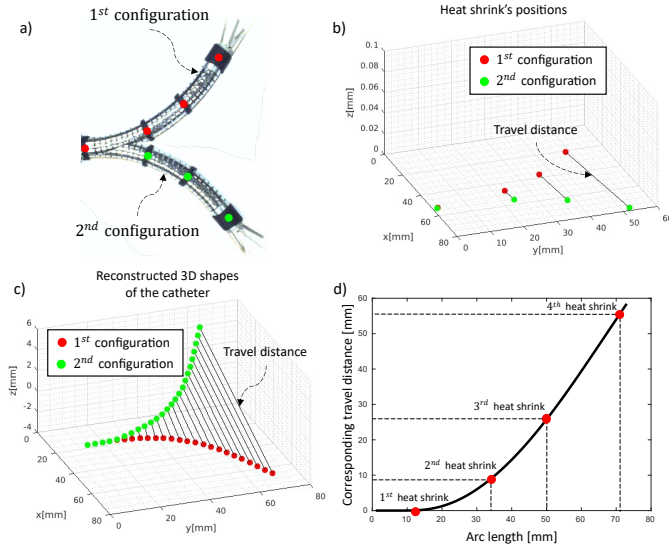 a)
1st configuration
2nd configuration
b)
Heat shrink's positions
0.1
0.08
0.06
0.04
0.02
0
z[mm]
1st configuration
2nd configuration
Travel distance
0
20
40
60
80
x[mm]
0
10
20
30
40
50
60
y[mm]
c)
Reconstructed 3D shapes
of the catheter
6
4
2
0
-2
-4
z[mm]
1st configuration
2nd configuration
Travel distance
0
20
40
60
80
x[mm]
0
20
40
60
80
y[mm]
d)
60
50
40
30
20
10
0
Corresponding travel distance [mm]
4th heat shrink
3rd heat shrink
2nd heat shrink
1st heat shrink
10
20
30
40
50
60
70
80
Arc length [mm]